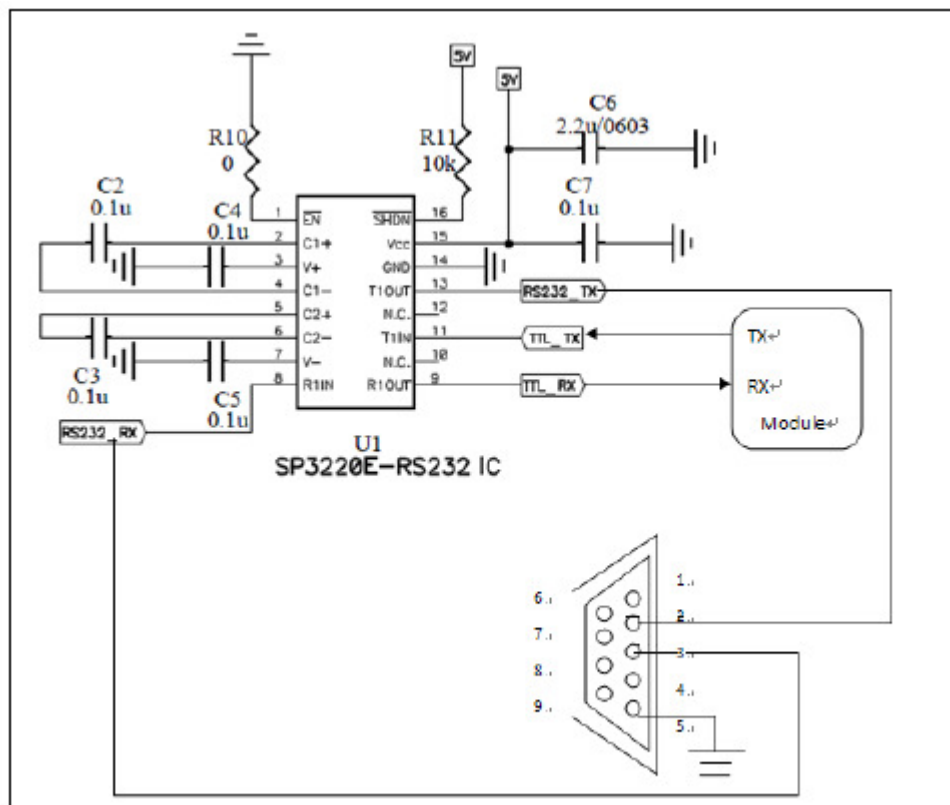 5V
5V
C6
2.2u/0603
R10
0
R11
10k
C2
0.1u
C4
0.1u
C7
0.1u
1 EN SHDN 16
2 C1+ Vcc 15
3 V+ GND 14
4 C1- T1OUT 13 RS232_TX
5 C2+ N.C. 12
6 C2- T1IN 11 TTL_TX
7 V- N.C. 10
8 R1IN R1OUT 9 TTL_RX
TX↵
RX↵
Module↵
C3
0.1u
C5
0.1u
RS232_RX
U1
SP3220E-RS232 IC
1↓
6↓
2↓
7↓
3↓
8↓
4↓
9↓
5↓